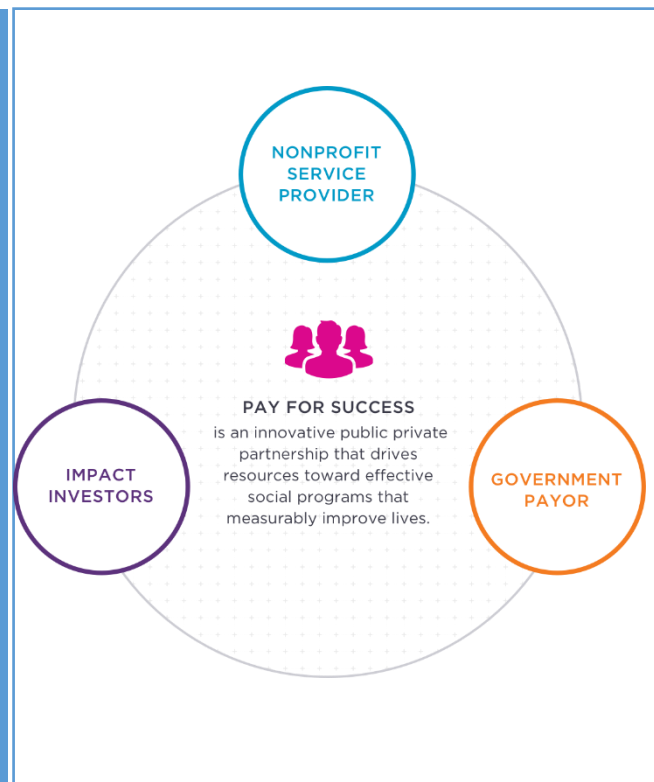 NONPROFIT
SERVICE
PROVIDER
PAY FOR SUCCESS
is an innovative public private
partnership that drives
resources toward effective
social programs that
measurably improve lives.
IMPACT
INVESTORS
GOVERNMENT
PAYOR